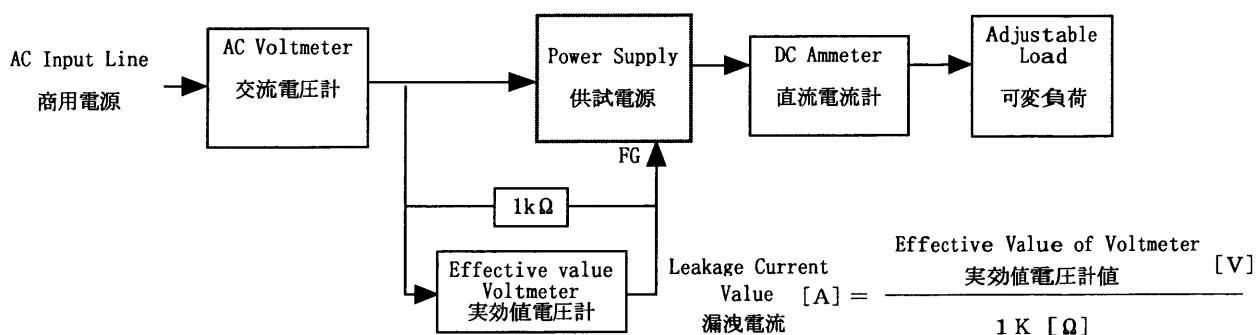 AC Input Line
商用電源
AC Voltmeter
交流電圧計
Power Supply
供試電源
DC Ammeter
直流電流計
Adjustable
Load
可変負荷
FG
1kΩ
Effective value
Voltmeter
実効値電圧計
Leakage Current
Value [A] =
漏洩電流
Effective Value of Voltmeter
実効値電圧計値 [V]
1K [Ω]